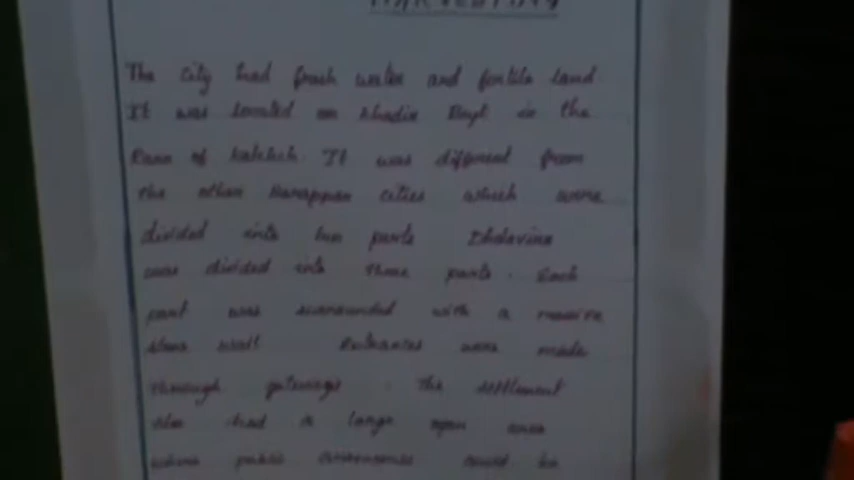 HARVESTING
The city had fresh water and fertile land
It was located on Khadir Beyt in the
Rann of Kutchch It was different from
the other Harappan cities which were
divided into two parts Dholavira
was divided into three parts. Each
part was surrounded with a massive
stone wall Entrances were made
through gateways. The settlement
also had a large open area
where public ceremonies could be